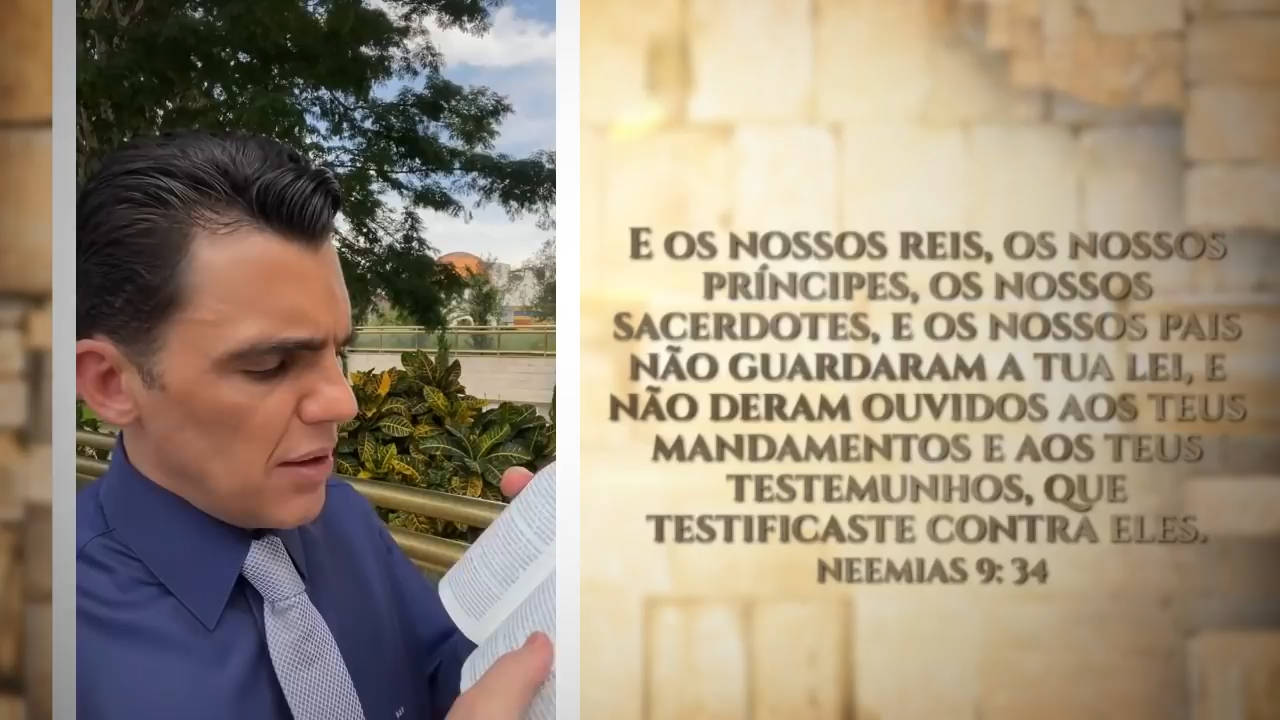 E OS NOSSOS REIS, OS NOSSOS
PRÍNCIPES, OS NOSSOS
SACERDOTES, E OS NOSSOS PAIS
NÃO GUARDARAM A TUA LEI, E
NÃO DERAM OUVIDOS AOS TEUS
MANDAMENTOS E AOS TEUS
TESTEMUNHOS, QUE
TESTIFICASTE CONTRA ELES.
NEEMIAS 9: 34